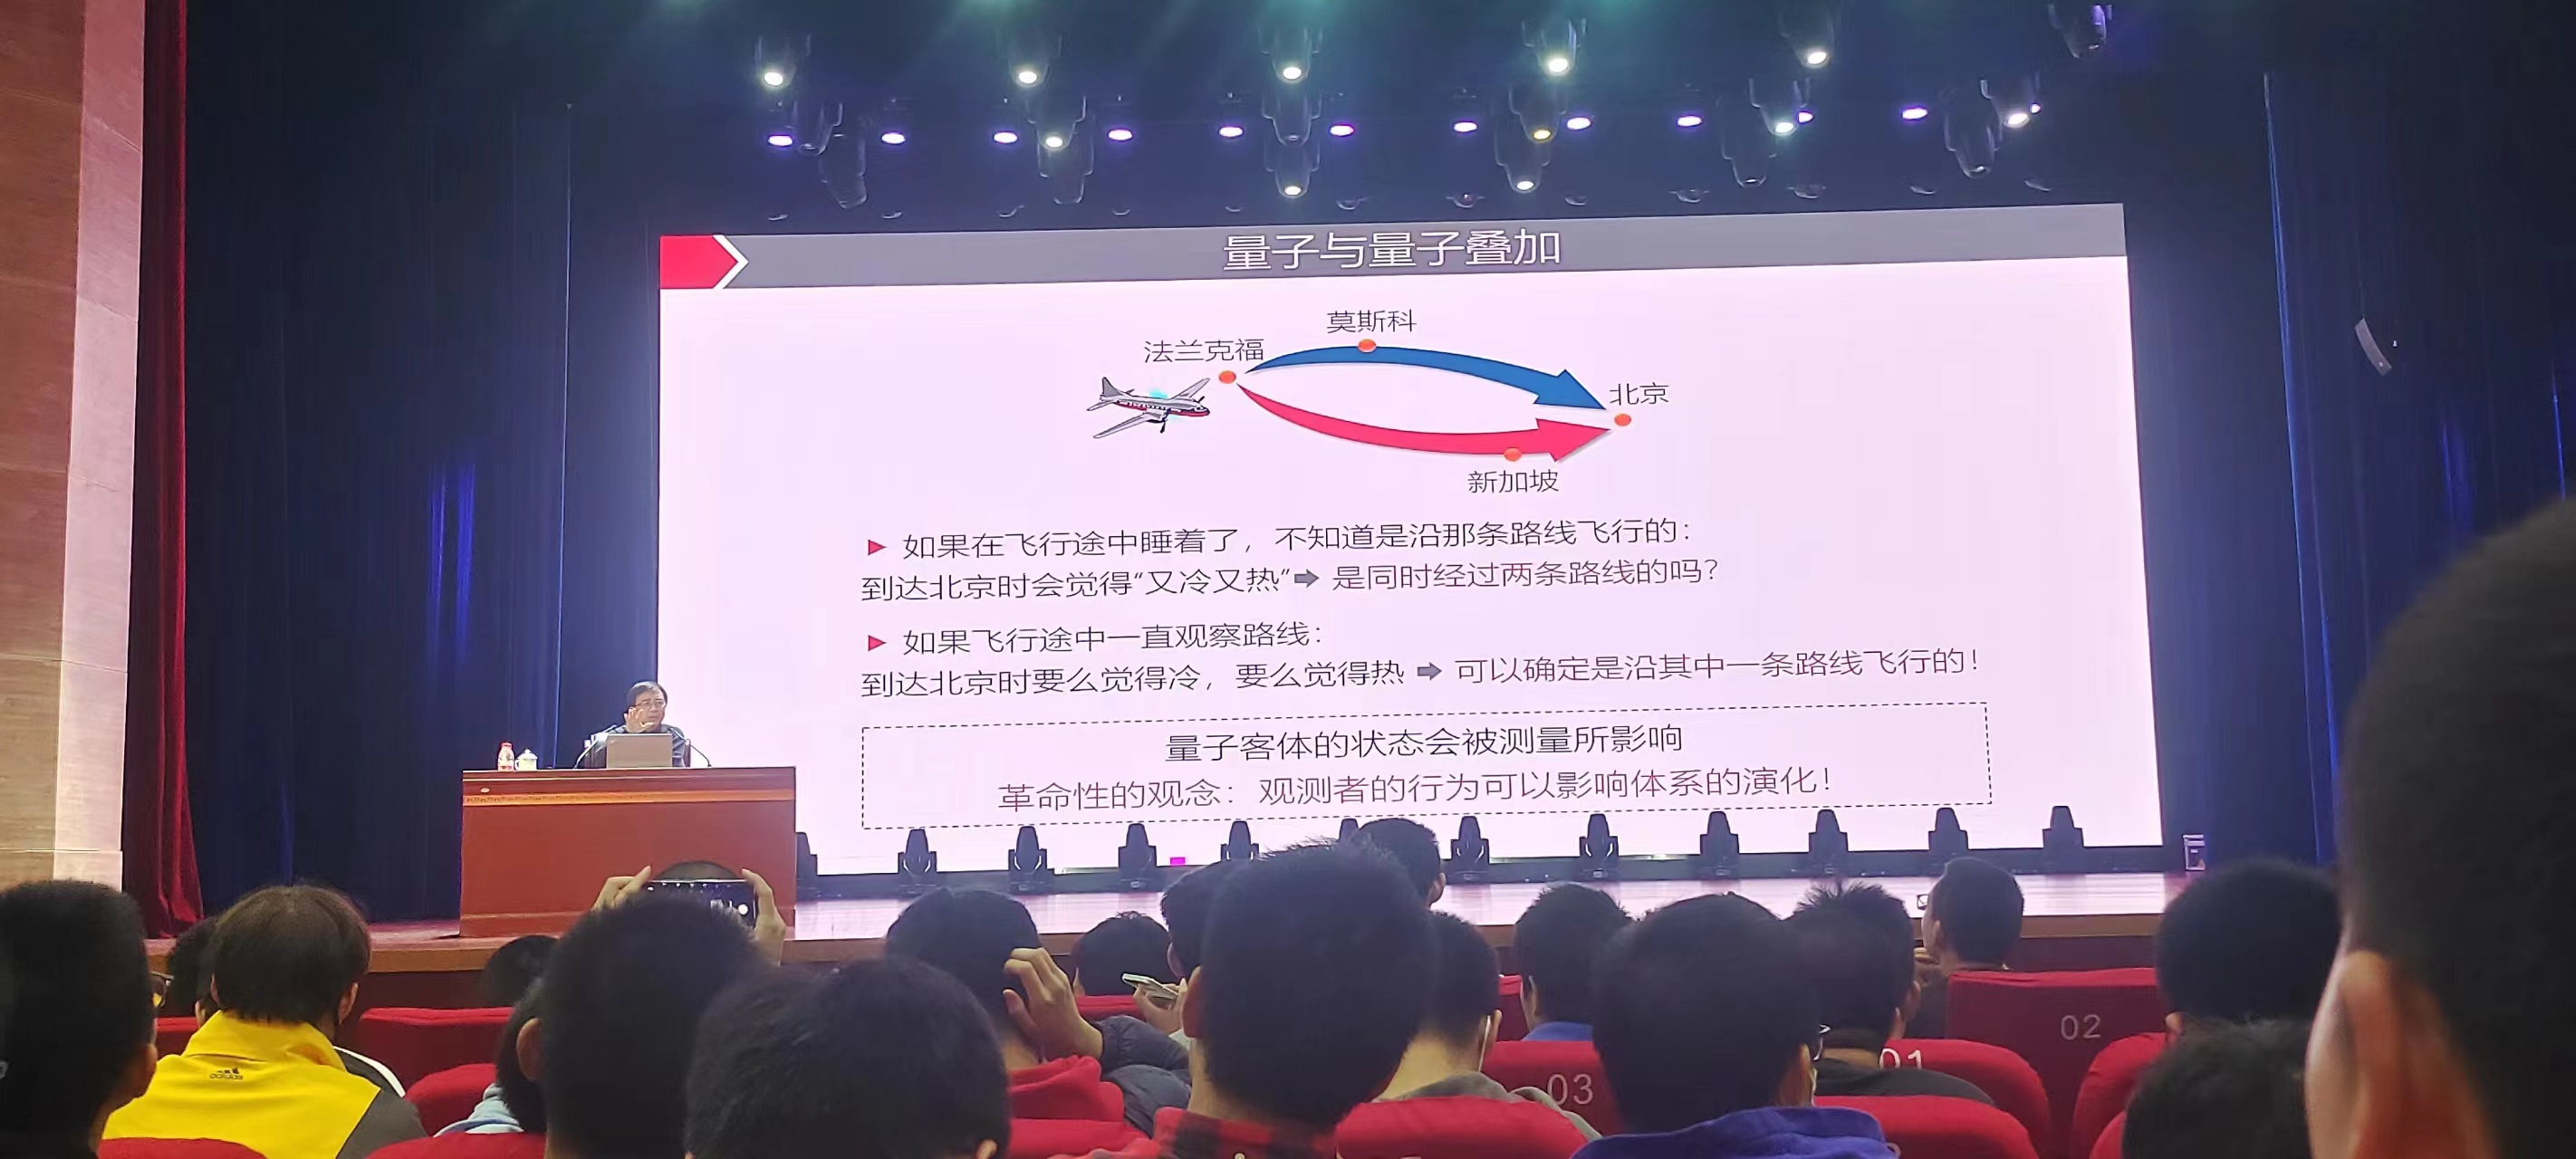 量子与量子叠加
莫斯科
法兰克福
北京
新加坡
如果在飞行途中睡着了，不知道是沿那条路线飞行的：
到达北京时会觉得“又冷又热”➡ 是同时经过两条路线的吗？
如果飞行途中一直观察路线：
到达北京时要么觉得冷，要么觉得热 ➡ 可以确定是沿其中一条路线飞行的！
量子客体的状态会被测量所影响
革命性的观念：观测者的行为可以影响体系的演化！
02
01
03
adidas